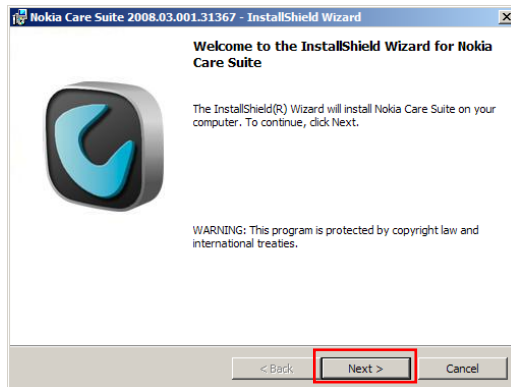 Nokia Care Suite 2008.03.001.31367 - InstallShield Wizard
Welcome to the InstallShield Wizard for Nokia
Care Suite
The InstallShield(R) Wizard will install Nokia Care Suite on your
computer. To continue, click Next.
WARNING: This program is protected by copyright law and
international treaties.
< Back Next > Cancel